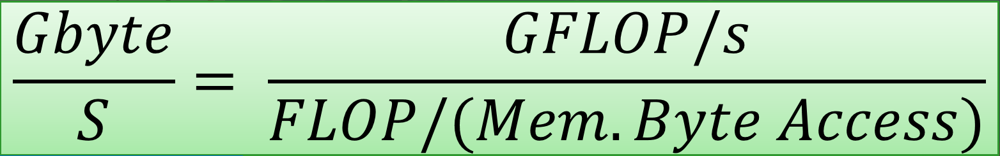 Gbyte / S = GFLOP/s / FLOP/(Mem. Byte Access)